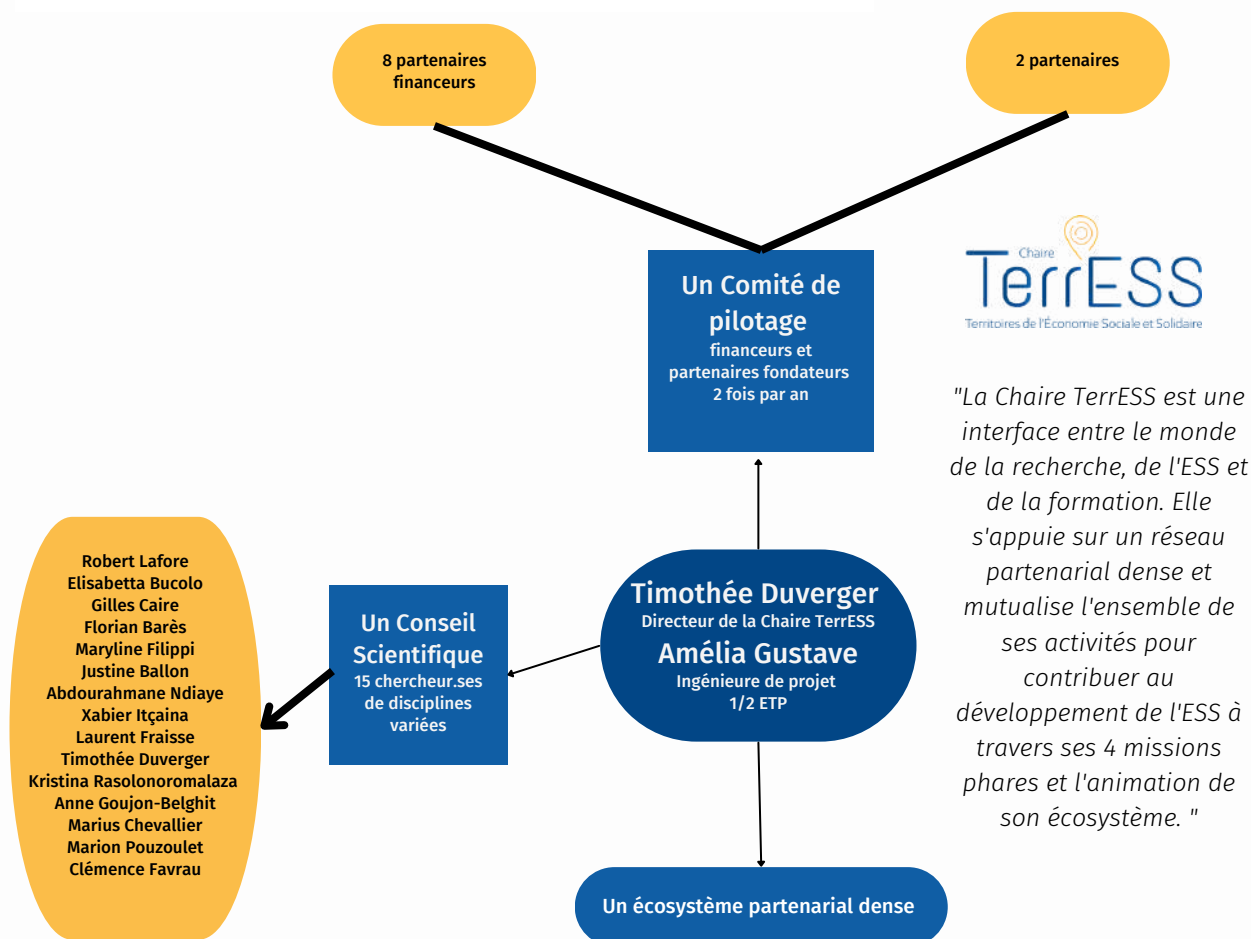 8 partenaires
financeurs
2 partenaires
Un Comité de
pilotage
financeurs et
partenaires fondateurs
2 fois par an
Chaire
TerrESS
Territoires de l'Économie Sociale et Solidaire
"La Chaire TerrESS est une
interface entre le monde
de la recherche, de l'ESS et
de la formation. Elle
s'appuie sur un réseau
partenarial dense et
mutualise l'ensemble de
ses activités pour
contribuer au
développement de l'ESS à
travers ses 4 missions
phares et l'animation de
son écosystème. "
Robert Lafore
Elisabetta Bucolo
Gilles Caire
Florian Barès
Maryline Filippi
Justine Ballon
Abdourahmane Ndiaye
Xabier Itçaina
Laurent Fraisse
Timothée Duverger
Kristina Rasolonoromalaza
Anne Goujon-Belghit
Marius Chevallier
Marion Pouzoulet
Clémence Favrau
Un Conseil
Scientifique
15 chercheur.ses
de disciplines
variées
Timothée Duverger
Directeur de la Chaire TerrESS
Amélia Gustave
Ingénieure de projet
1/2 ETP
Un écosystème partenarial dense